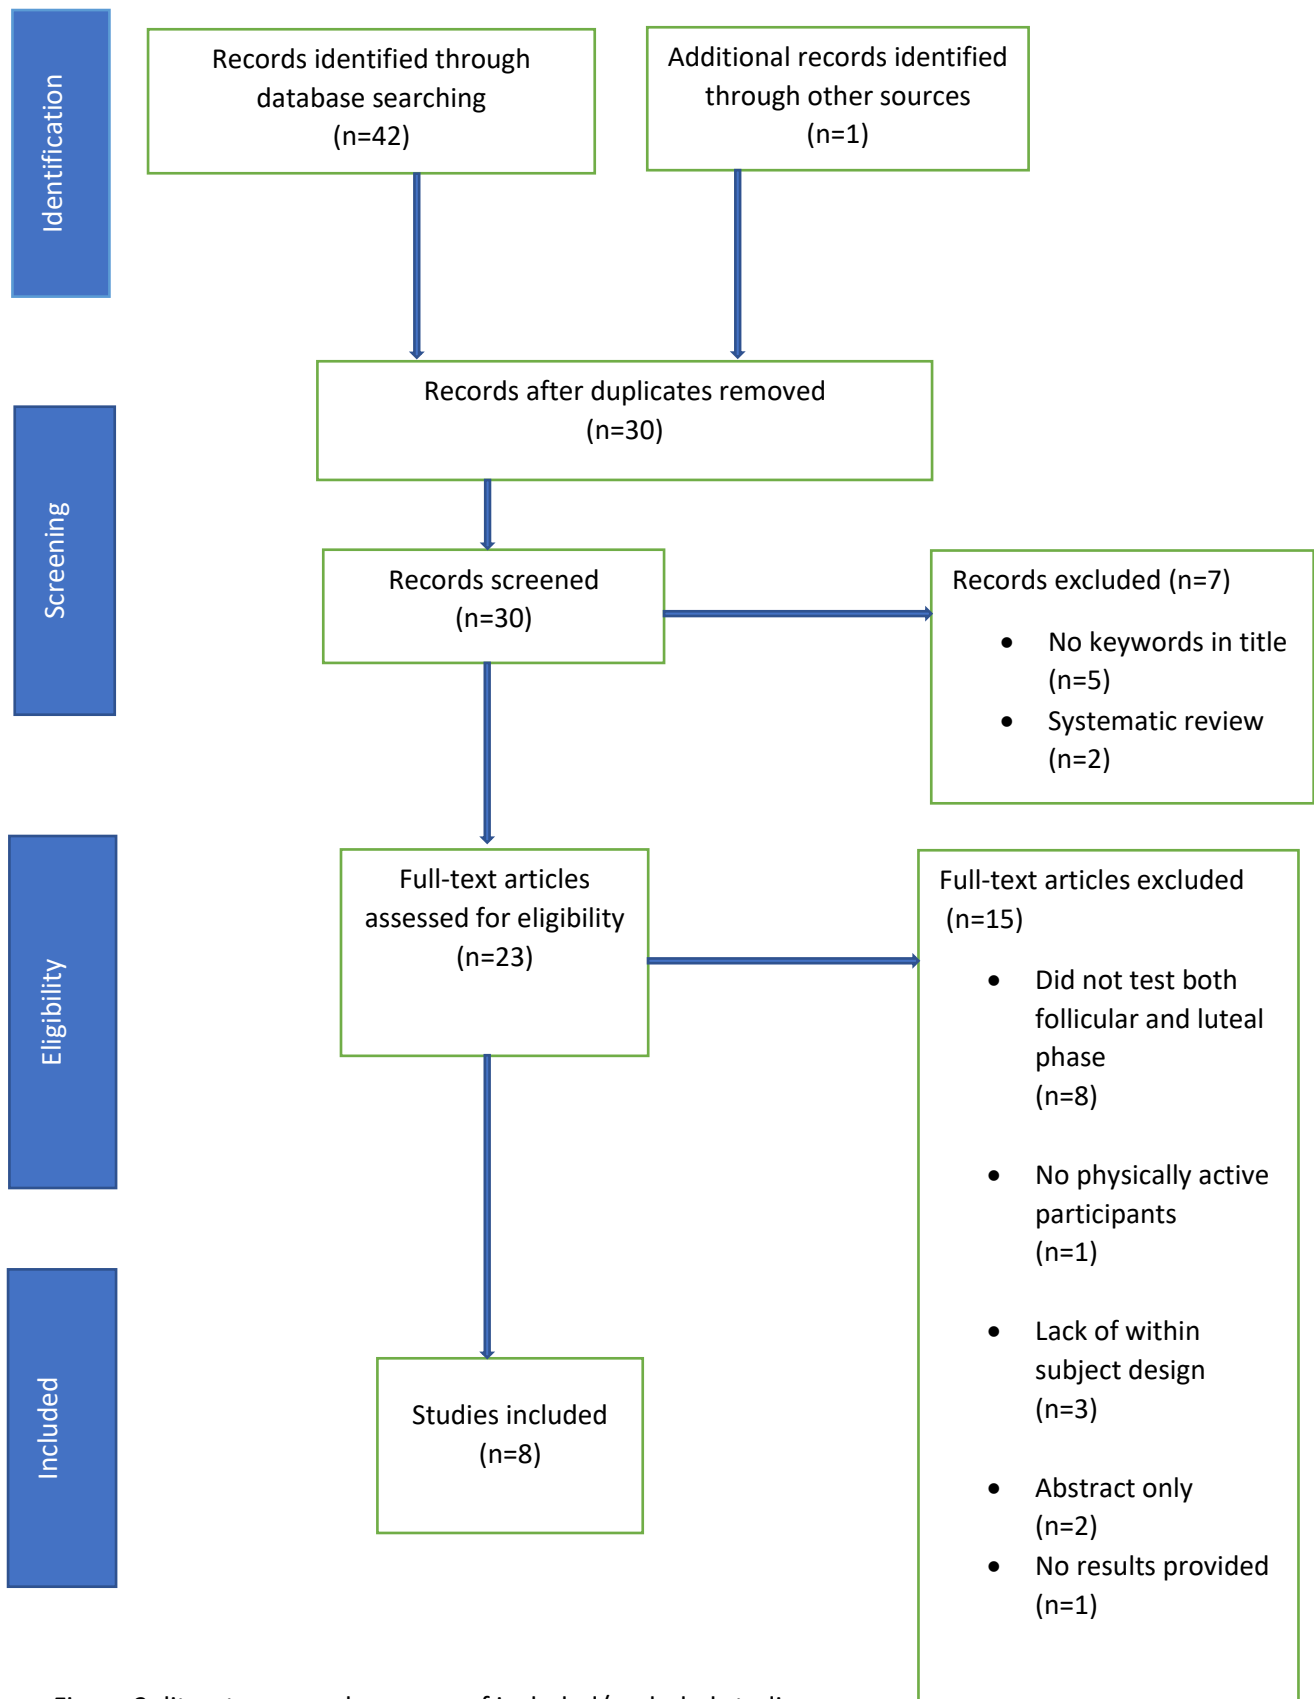 Identification
Records identified through
database searching
(n=42)
Additional records identified
through other sources
(n=1)
Records after duplicates removed
(n=30)
Screening
Records screened
(n=30)
Records excluded (n=7)
• No keywords in title
(n=5)
• Systematic review
(n=2)
Eligibility
Full-text articles
assessed for eligibility
(n=23)
Full-text articles excluded
(n=15)
• Did not test both
follicular and luteal
phase
(n=8)
• No physically active
participants
(n=1)
• Lack of within
subject design
(n=3)
• Abstract only
(n=2)
• No results provided
(n=1)
Included
Studies included
(n=8)